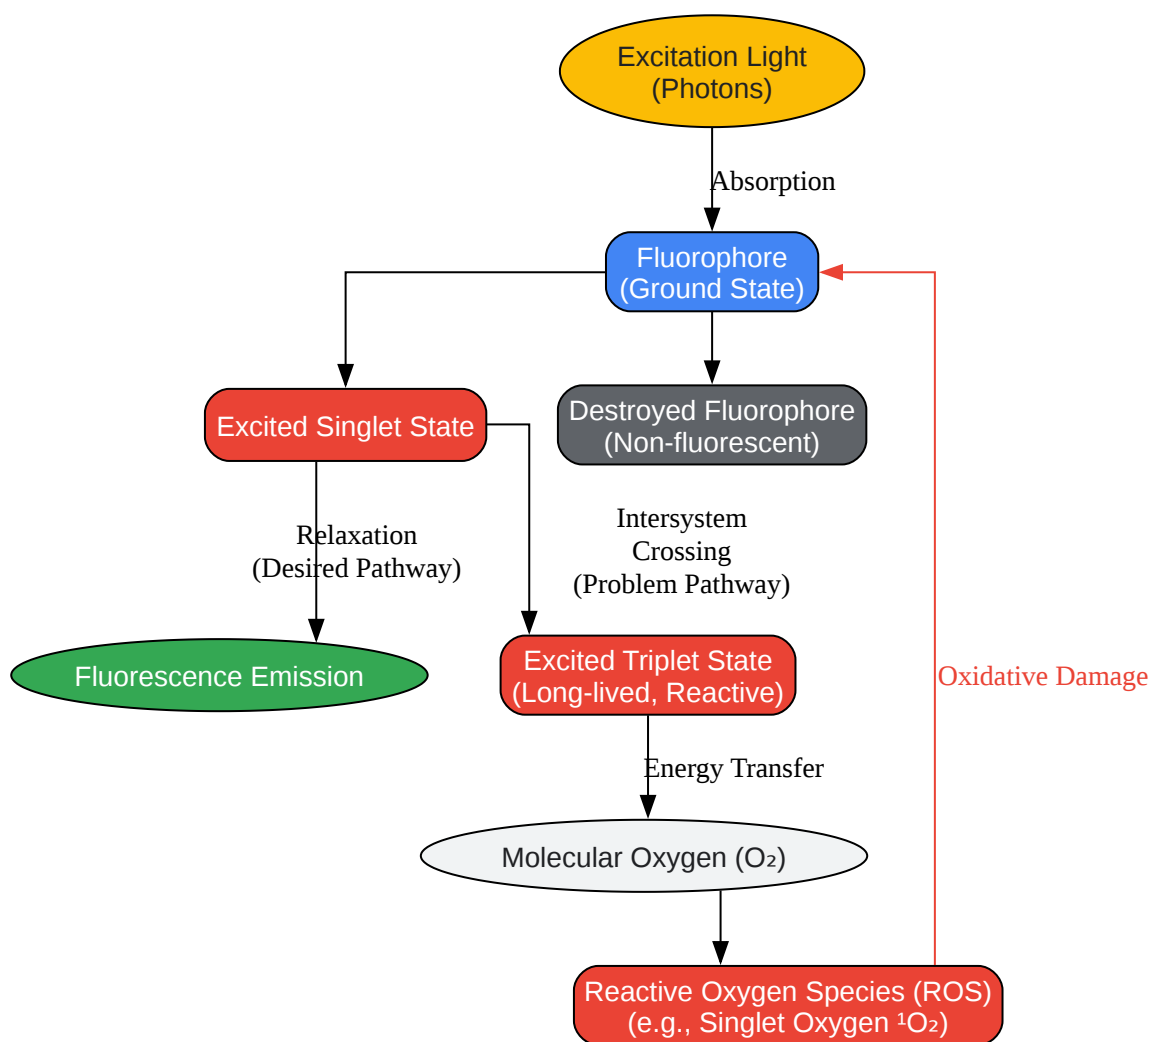 Excitation Light
(Photons)
Absorption
Fluorophore
(Ground State)
Excited Singlet State
Destroyed Fluorophore
(Non-fluorescent)
Relaxation
(Desired Pathway)
Intersystem
Crossing
(Problem Pathway)
Fluorescence Emission
Excited Triplet State
(Long-lived, Reactive)
Oxidative Damage
Energy Transfer
Molecular Oxygen (O₂)
Reactive Oxygen Species (ROS)
(e.g., Singlet Oxygen ¹O₂)